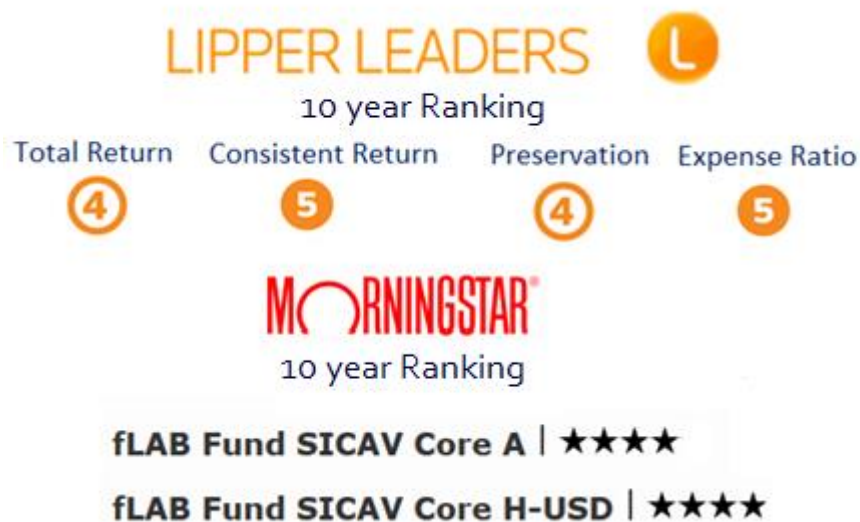 LIPPER LEADERS L
10 year Ranking
Total Return Consistent Return Preservation Expense Ratio
4 5 4 5
MORNINGSTAR®
10 year Ranking
fLAB Fund SICAV Core A | ★★★★
fLAB Fund SICAV Core H-USD | ★★★★